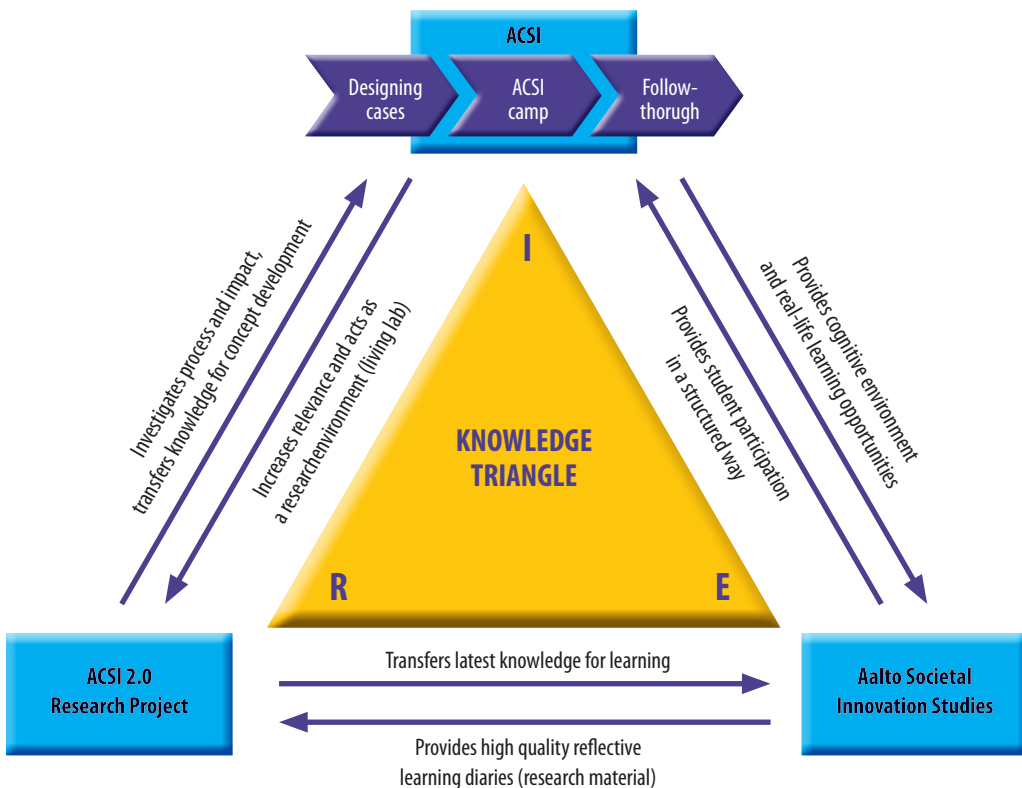 ACSI
Designing
cases
ACSI
camp
Follow-
thorugh
Investigates process and impact,
transfers knowledge for concept development
Increases relevance and acts as
a researchenvironment (living lab)
I
KNOWLEDGE
TRIANGLE
R
E
Provides student participation
in a structured way
Provides cognitive environment
and real-life learning opportunities
ACSI 2.0
Research Project
Transfers latest knowledge for learning
Provides high quality reflective
learning diaries (research material)
Aalto Societal
Innovation Studies